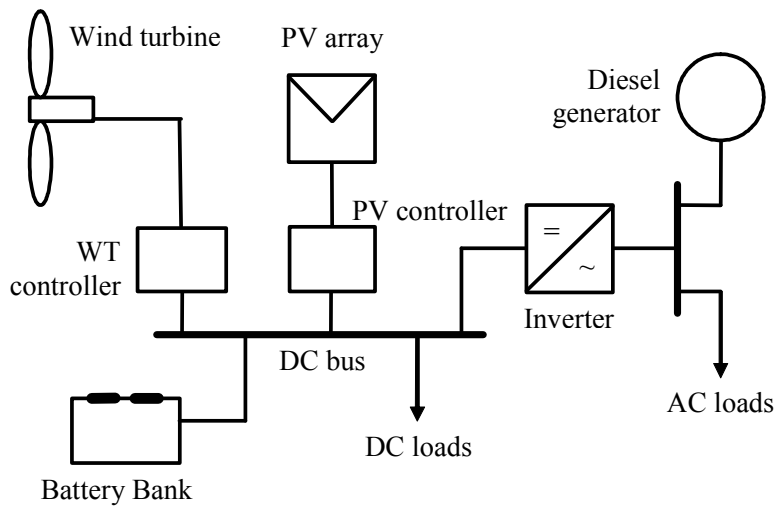 Wind turbine
PV array
Diesel
generator
PV controller
WT
controller
=
~
Inverter
DC bus
AC loads
DC loads
Battery Bank